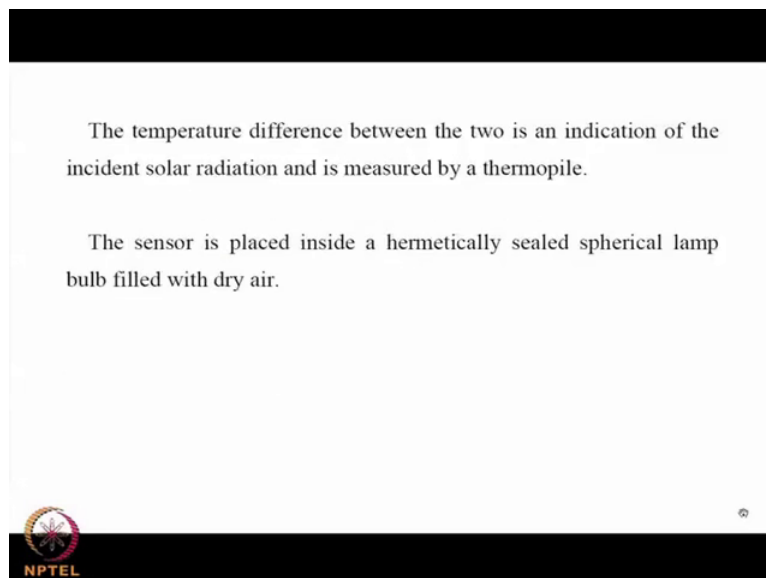 The temperature difference between the two is an indication of the
incident solar radiation and is measured by a thermopile.
The sensor is placed inside a hermetically sealed spherical lamp
bulb filled with dry air.
NPTEL